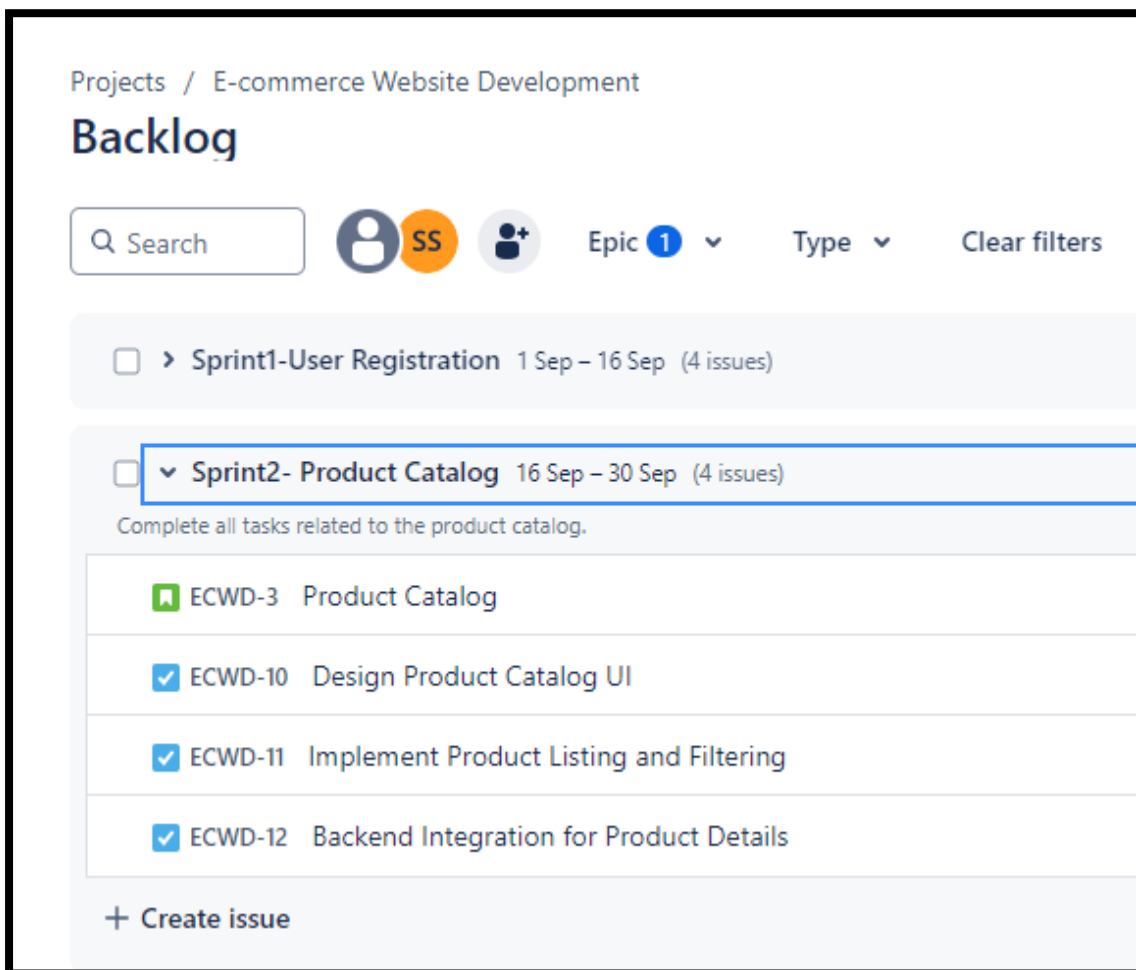 Projects / E-commerce Website Development
Backlog
Search SS Epic 1 Type Clear filters
Sprint1-User Registration 1 Sep – 16 Sep (4 issues)
Sprint2- Product Catalog 16 Sep – 30 Sep (4 issues)
Complete all tasks related to the product catalog.
ECWD-3 Product Catalog
ECWD-10 Design Product Catalog UI
ECWD-11 Implement Product Listing and Filtering
ECWD-12 Backend Integration for Product Details
+ Create issue